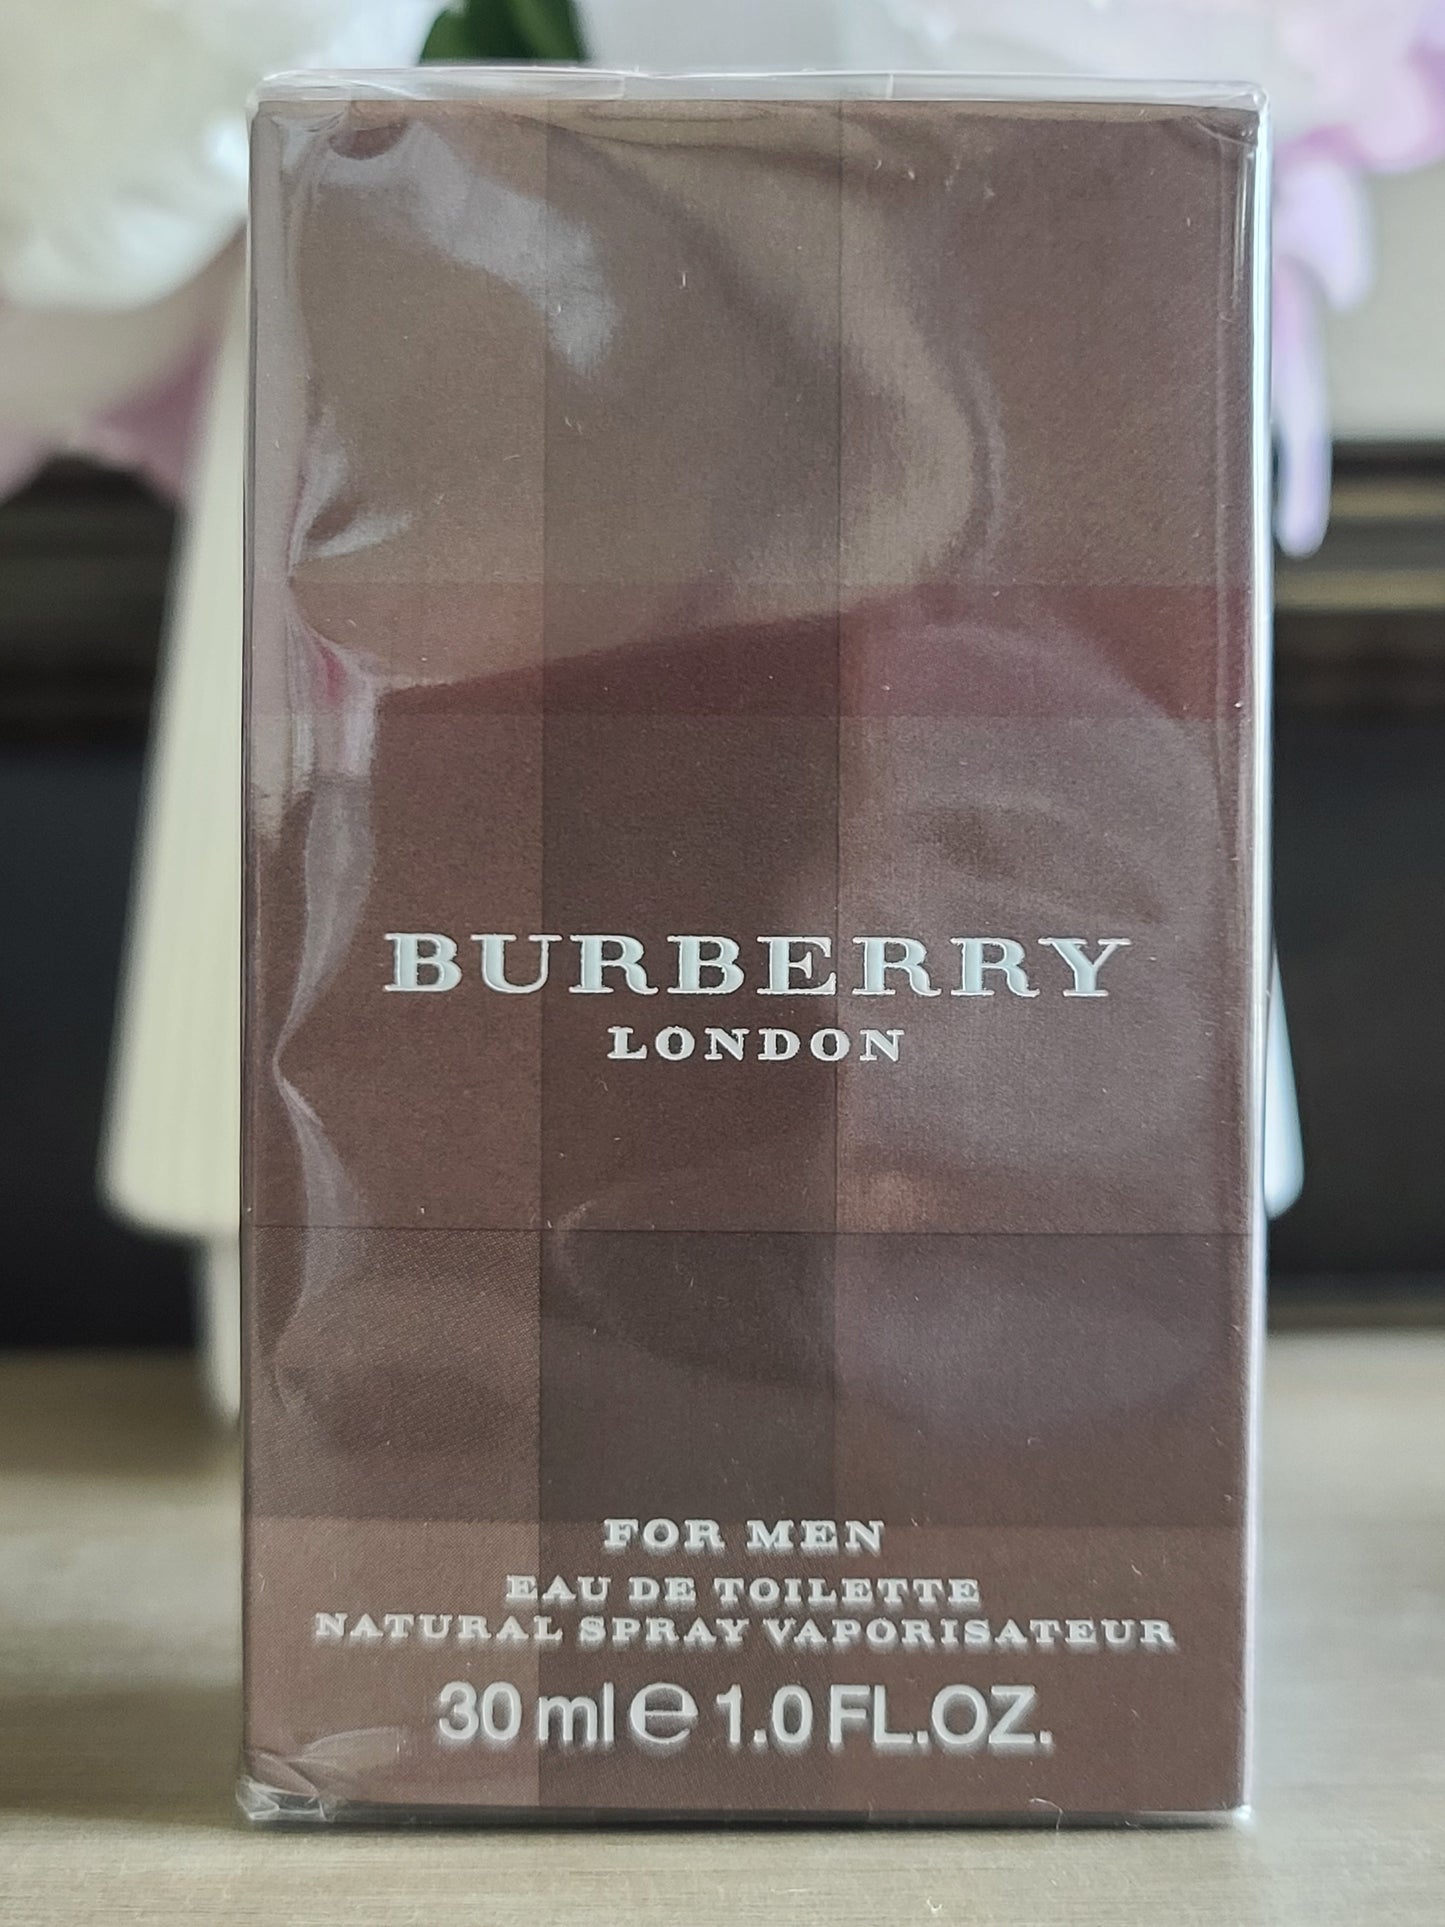 BURBERRY
LONDON
FOR MEN
EAU DE TOILETTE
NATURAL SPRAY VAPORISATEUR
30 ml ℮ 1.0 FL.OZ.